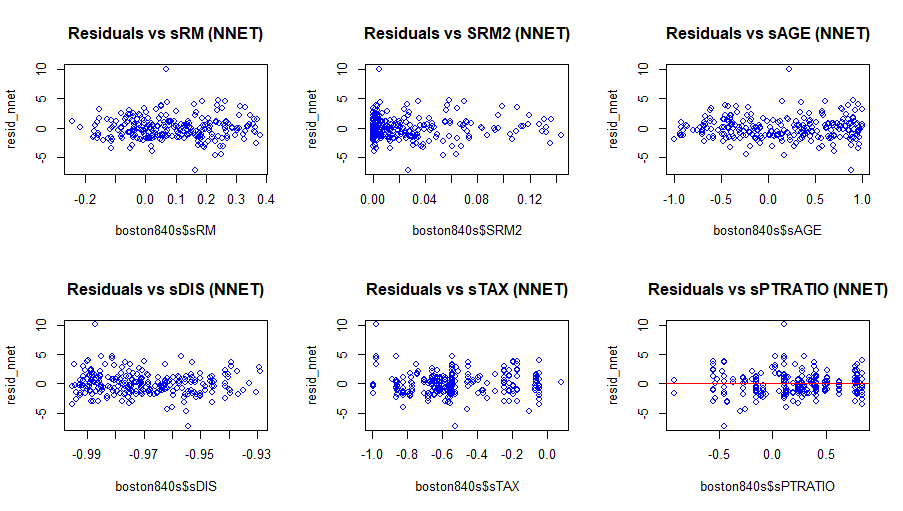 Residuals vs sRM (NNET)
resid_nnet
10
5
0
-5
-0.2 0.0 0.1 0.2 0.3 0.4
boston840s$sRM
Residuals vs SRM2 (NNET)
resid_nnet
10
5
0
-5
0.00 0.04 0.08 0.12
boston840s$SRM2
Residuals vs sAGE (NNET)
resid_nnet
10
5
0
-5
-1.0 -0.5 0.0 0.5 1.0
boston840s$sAGE
Residuals vs sDIS (NNET)
resid_nnet
10
5
0
-5
-0.99 -0.97 -0.95 -0.93
boston840s$sDIS
Residuals vs sTAX (NNET)
resid_nnet
10
5
0
-5
-1.0 -0.8 -0.6 -0.4 -0.2 0.0
boston840s$sTAX
Residuals vs sPTRATIO (NNET)
resid_nnet
10
5
0
-5
-0.5 0.0 0.5
boston840s$sPTRATIO